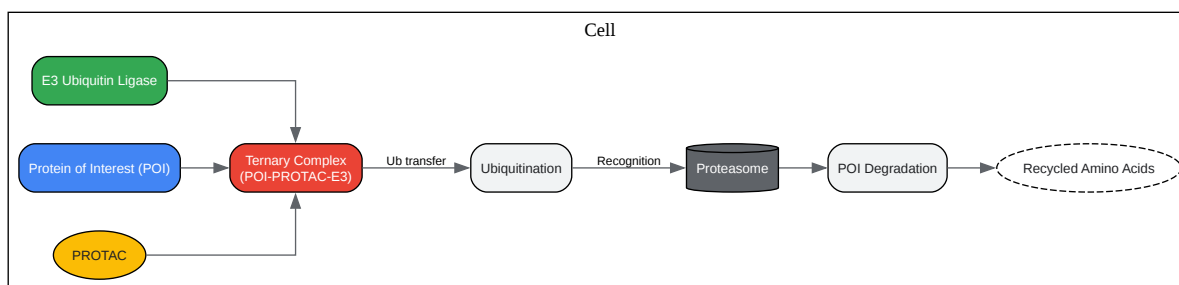 Cell
E3 Ubiquitin Ligase
Protein of Interest (POI)
PROTAC
Ternary Complex
(POI-PROTAC-E3)
Ub transfer
Ubiquitination
Recognition
Proteasome
POI Degradation
Recycled Amino Acids